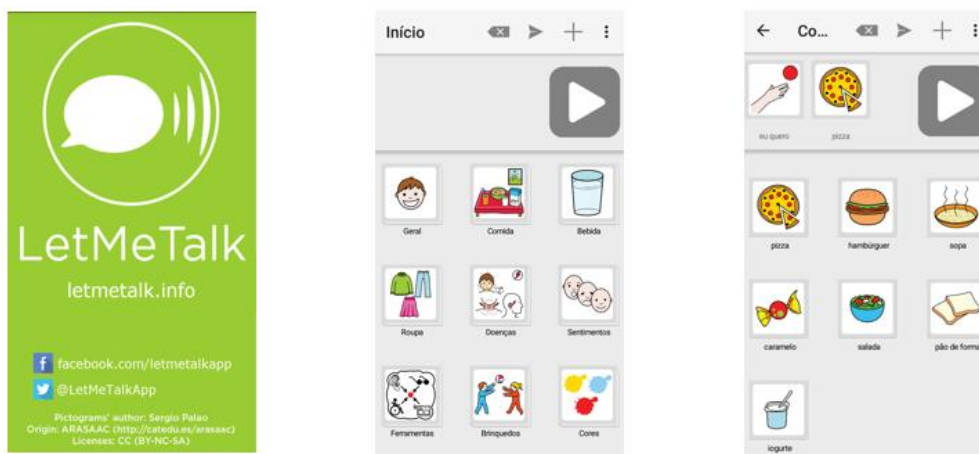 LetMeTalk
letmetalk.info
f facebook.com/letmetalkapp
@LetMeTalkApp
Pictograms' author: Sergio Palao
Origin: ARASAAC (http://catedu.es/arasaac)
Licenses: CC (BY-NC-SA)
Início
Geral Comida Bebida
Roupa Doenças Sentimentos
Ferramentas Brinquedos Cores
Co...
eu quero pizza
pizza hambúrguer sopa
caramelo salada pão de forma
iogurte